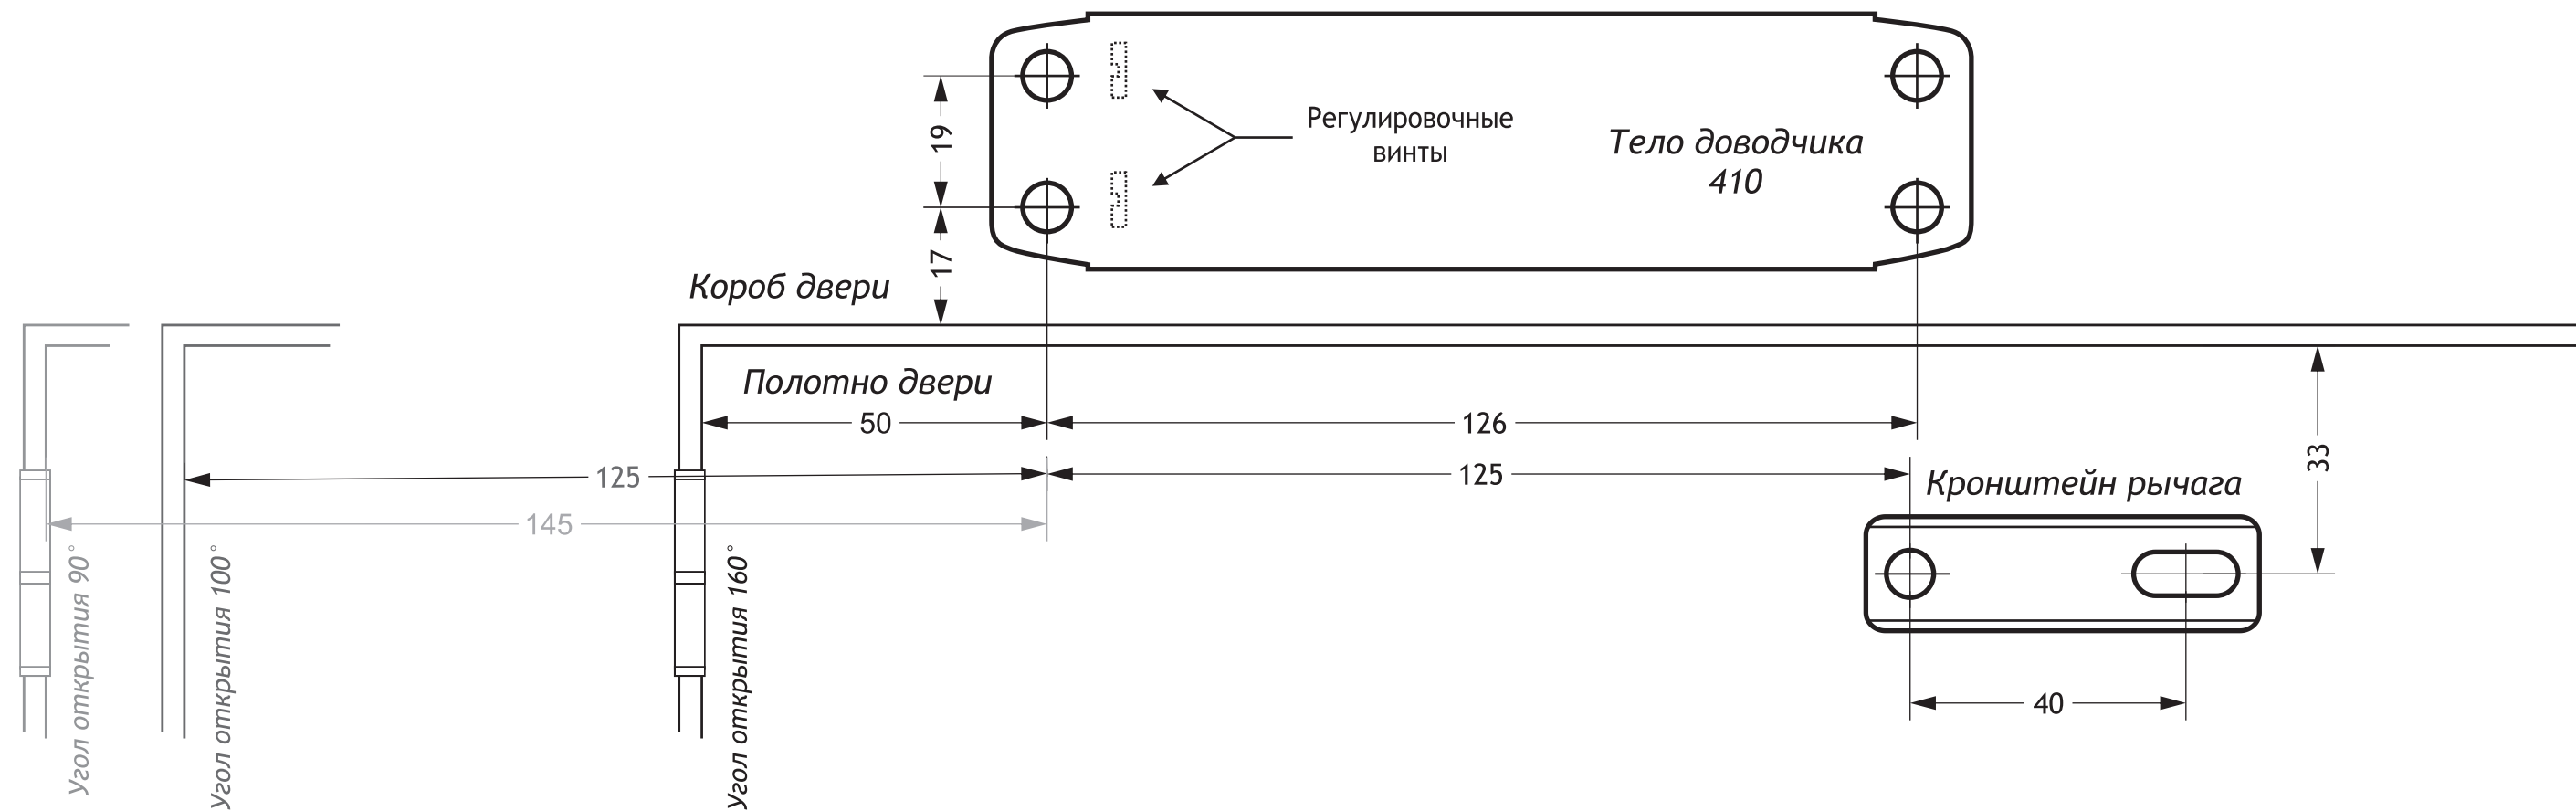 Регулировочные
винты
Тело доводчика
410
19
17
Короб двери
Полотно двери
50
126
125
125
145
33
Кронштейн рычага
40
Угол открытия 90°
Угол открытия 100°
Угол открытия 160°